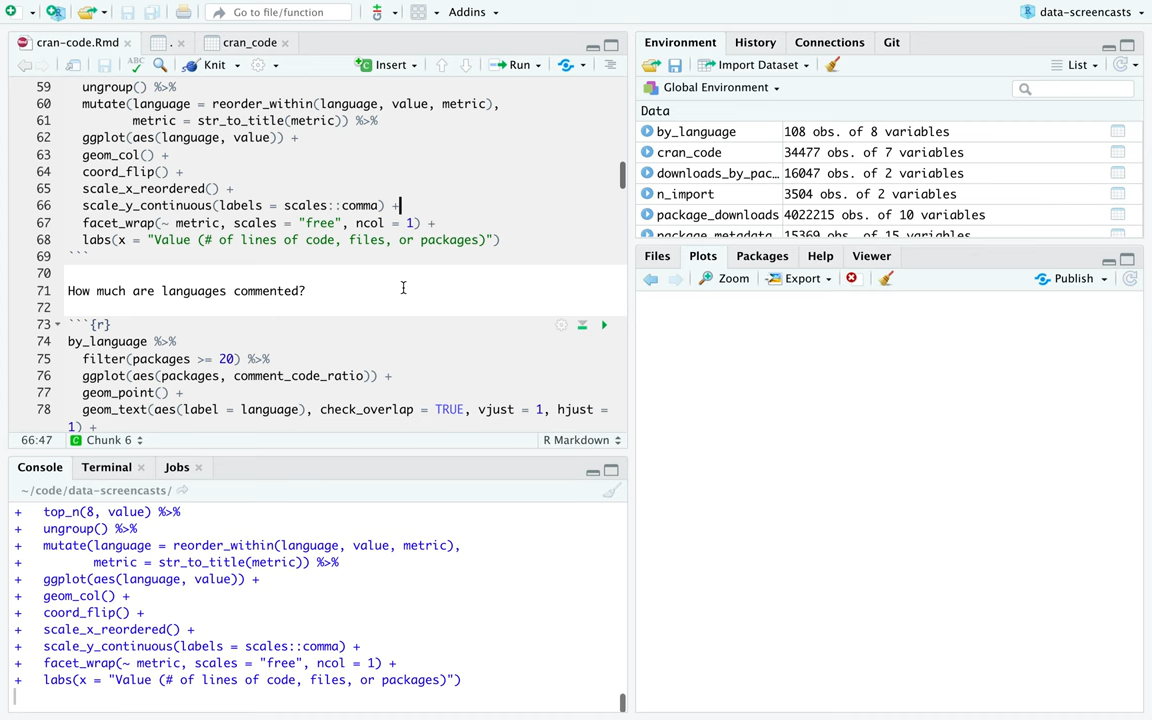 Go to file/function
Addins
data-screencasts
cran-code.Rmd
.
cran_code
ABC
Knit
Insert
Run
59 ungroup() %>%
60 mutate(language = reorder_within(language, value, metric),
61 metric = str_to_title(metric)) %>%
62 ggplot(aes(language, value)) +
63 geom_col() +
64 coord_flip() +
65 scale_x_reordered() +
66 scale_y_continuous(labels = scales::comma) +
67 facet_wrap(~ metric, scales = "free", ncol = 1) +
68 labs(x = "Value (# of lines of code, files, or packages)")
69 ```
70
71 How much are languages commented?
72
73 ```{r}
74 by_language %>%
75 filter(packages >= 20) %>%
76 ggplot(aes(packages, comment_code_ratio)) +
77 geom_point() +
78 geom_text(aes(label = language), check_overlap = TRUE, vjust = 1, hjust =
1) +
66:47 Chunk 6 R Markdown
Console Terminal Jobs
~/code/data-screencasts/
+ top_n(8, value) %>%
+ ungroup() %>%
+ mutate(language = reorder_within(language, value, metric),
+ metric = str_to_title(metric)) %>%
+ ggplot(aes(language, value)) +
+ geom_col() +
+ coord_flip() +
+ scale_x_reordered() +
+ scale_y_continuous(labels = scales::comma) +
+ facet_wrap(~ metric, scales = "free", ncol = 1) +
+ labs(x = "Value (# of lines of code, files, or packages)")
Environment History Connections Git
Import Dataset List
Global Environment
Data
by_language 108 obs. of 8 variables
cran_code 34477 obs. of 7 variables
downloads_by_pac… 16047 obs. of 2 variables
n_import 3504 obs. of 2 variables
package_downloads 4022215 obs. of 10 variables
package_metadata 15369 obs. of 15 variables
Files Plots Packages Help Viewer
Zoom Export Publish